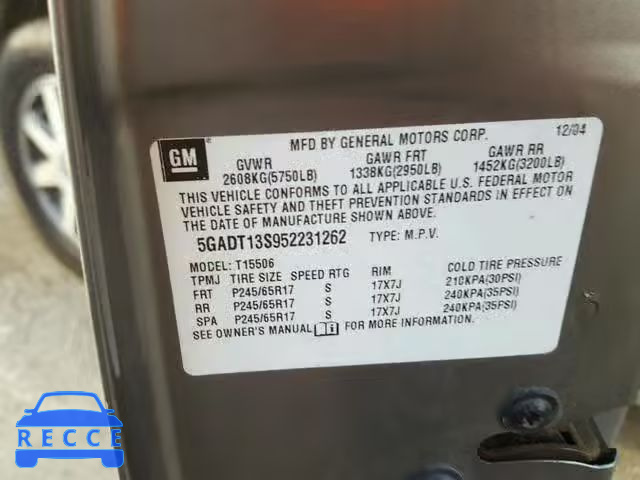 MFD BY GENERAL MOTORS CORP. 12/04
GM
®
GVWR GAWR FRT GAWR RR
2608KG(5750LB) 1338KG(2950LB) 1452KG(3200LB)
THIS VEHICLE CONFORMS TO ALL APPLICABLE U.S. FEDERAL MOTOR
VEHICLE SAFETY AND THEFT PREVENTION STANDARDS IN EFFECT ON
THE DATE OF MANUFACTURE SHOWN ABOVE.
5GADT13S952231262 TYPE: M.P.V.
MODEL: T15506
TPMJ TIRE SIZE SPEED RTG RIM COLD TIRE PRESSURE
FRT P245/65R17 S 17X7J 210KPA(30PSI)
RR P245/65R17 S 17X7J 240KPA(35PSI)
SPA P245/65R17 S 17X7J 240KPA(35PSI)
SEE OWNER'S MANUAL FOR MORE INFORMATION.
RECCE